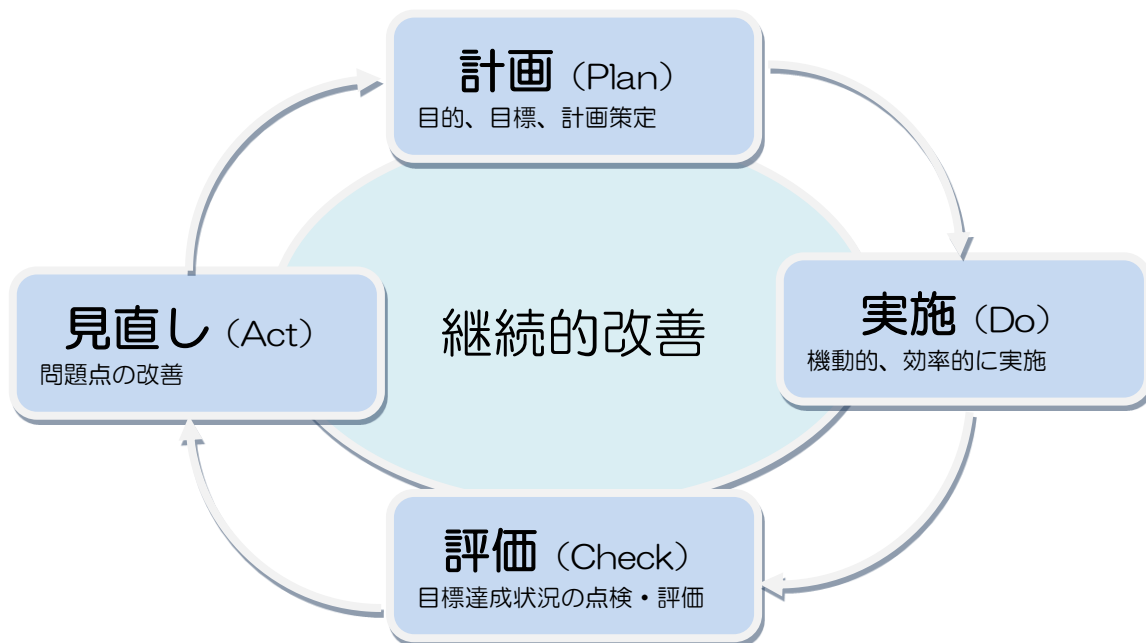 計画（Plan）
目的、目標、計画策定
実施（Do）
機動的、効率的に実施
評価（Check）
目標達成状況の点検・評価
見直し（Act）
問題点の改善
継続的改善